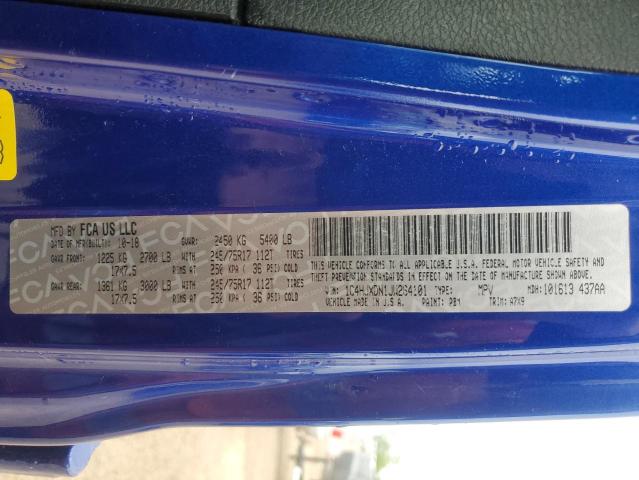 MFD BY FCA US LLC
DATE OF MFR(BUILT): 10-18 GVWR: 2450 KG 5400 LB
GAWR FRONT: 1225 KG 2700 LB WITH 245/75R17 112T TIRES
17X7.5 RIMS AT 250 KPA ( 36 PSI) COLD
GAWR REAR: 1361 KG 3000 LB WITH 245/75R17 112T TIRES
17X7.5 RIMS AT 250 KPA ( 36 PSI) COLD
THIS VEHICLE CONFORMS TO ALL APPLICABLE U.S.A. FEDERAL MOTOR VEHICLE SAFETY AND
THEFT PREVENTION STANDARDS IN EFFECT ON THE DATE OF MANUFACTURE SHOWN ABOVE.
VEHICLE MADE IN U.S.A.
VIN: TYPE: MPV MDH: 101613 437AA
PAINT: PBM TRIM: A7X9